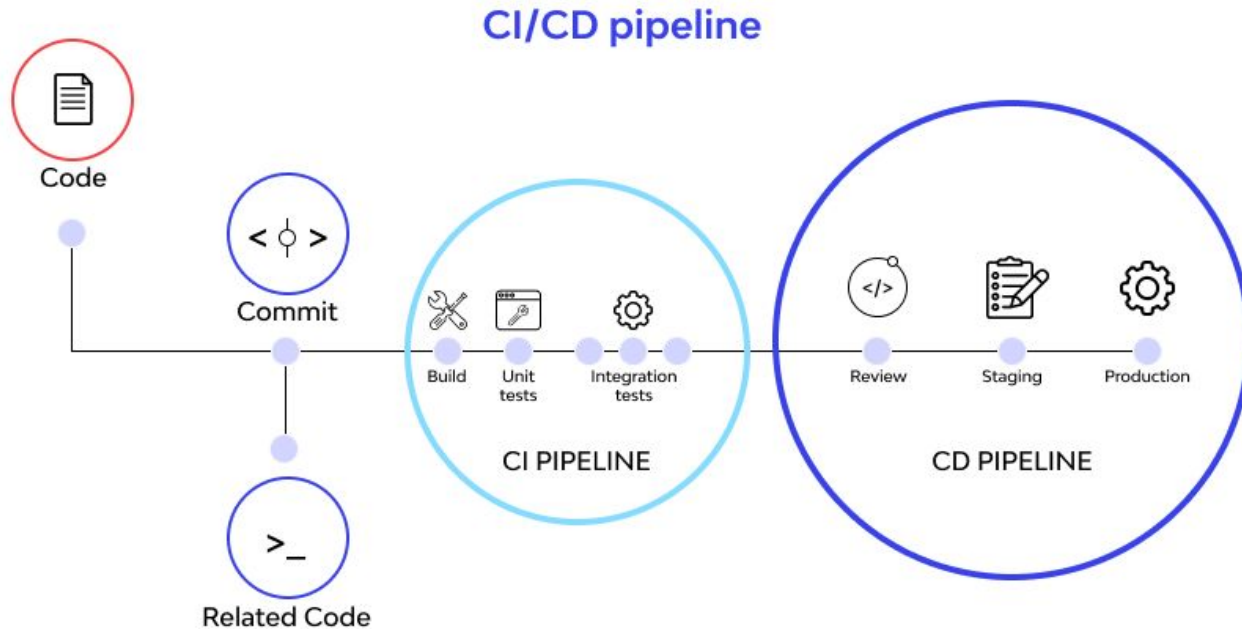 CI/CD pipeline
Code
< >
Commit
>_
Related Code
Build
Unit
tests
Integration
tests
CI PIPELINE
</>
Review
Staging
Production
CD PIPELINE